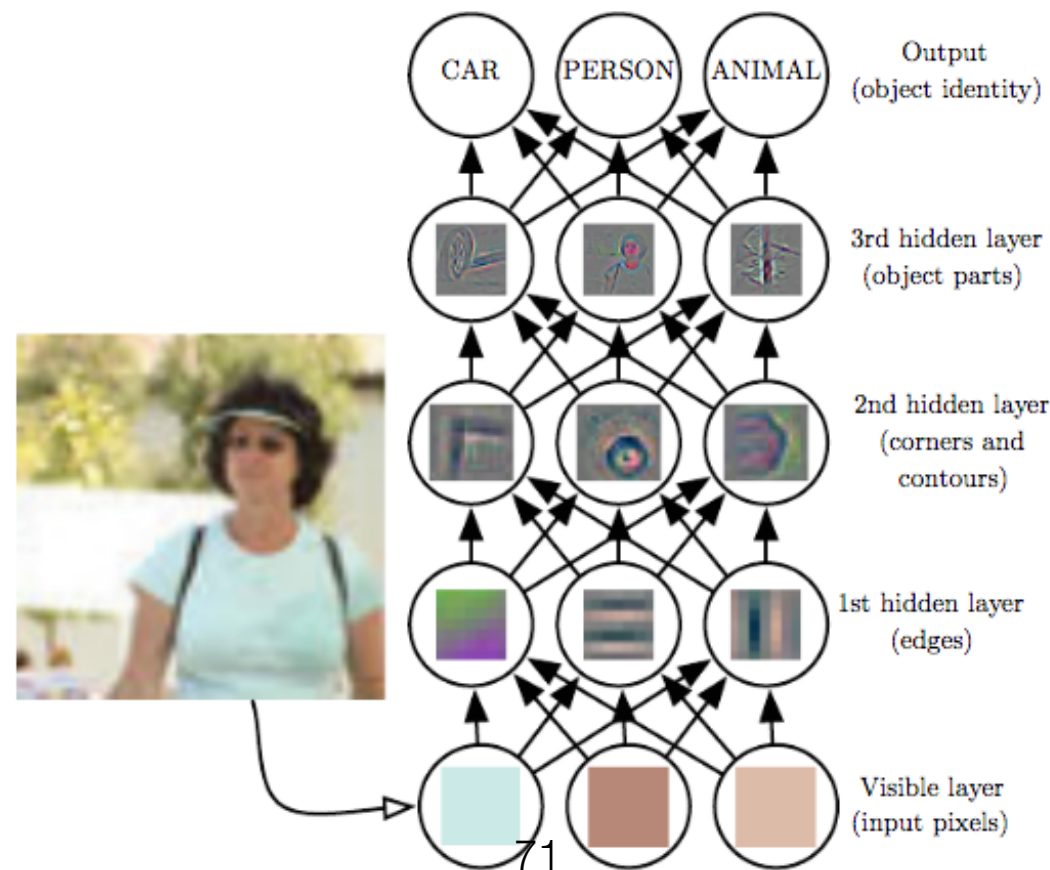 CAR PERSON ANIMAL
Output
(object identity)
3rd hidden layer
(object parts)
2nd hidden layer
(corners and
contours)
1st hidden layer
(edges)
Visible layer
(input pixels)
71